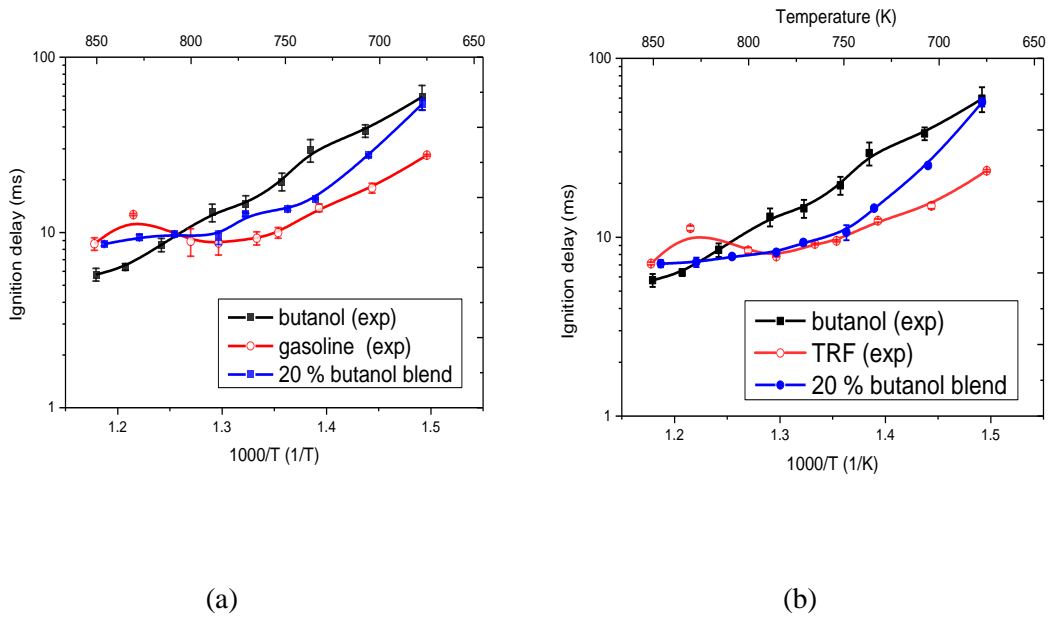 Temperature (K)
850 800 750 700 650
850 800 750 700 650
100
10
1
Ignition delay (ms)
butanol (exp)
gasoline (exp)
20 % butanol blend
1.2 1.3 1.4 1.5
1000/T (1/T)
100
10
1
Ignition delay (ms)
butanol (exp)
TRF (exp)
20 % butanol blend
1.2 1.3 1.4 1.5
1000/T (1/K)
(a)
(b)